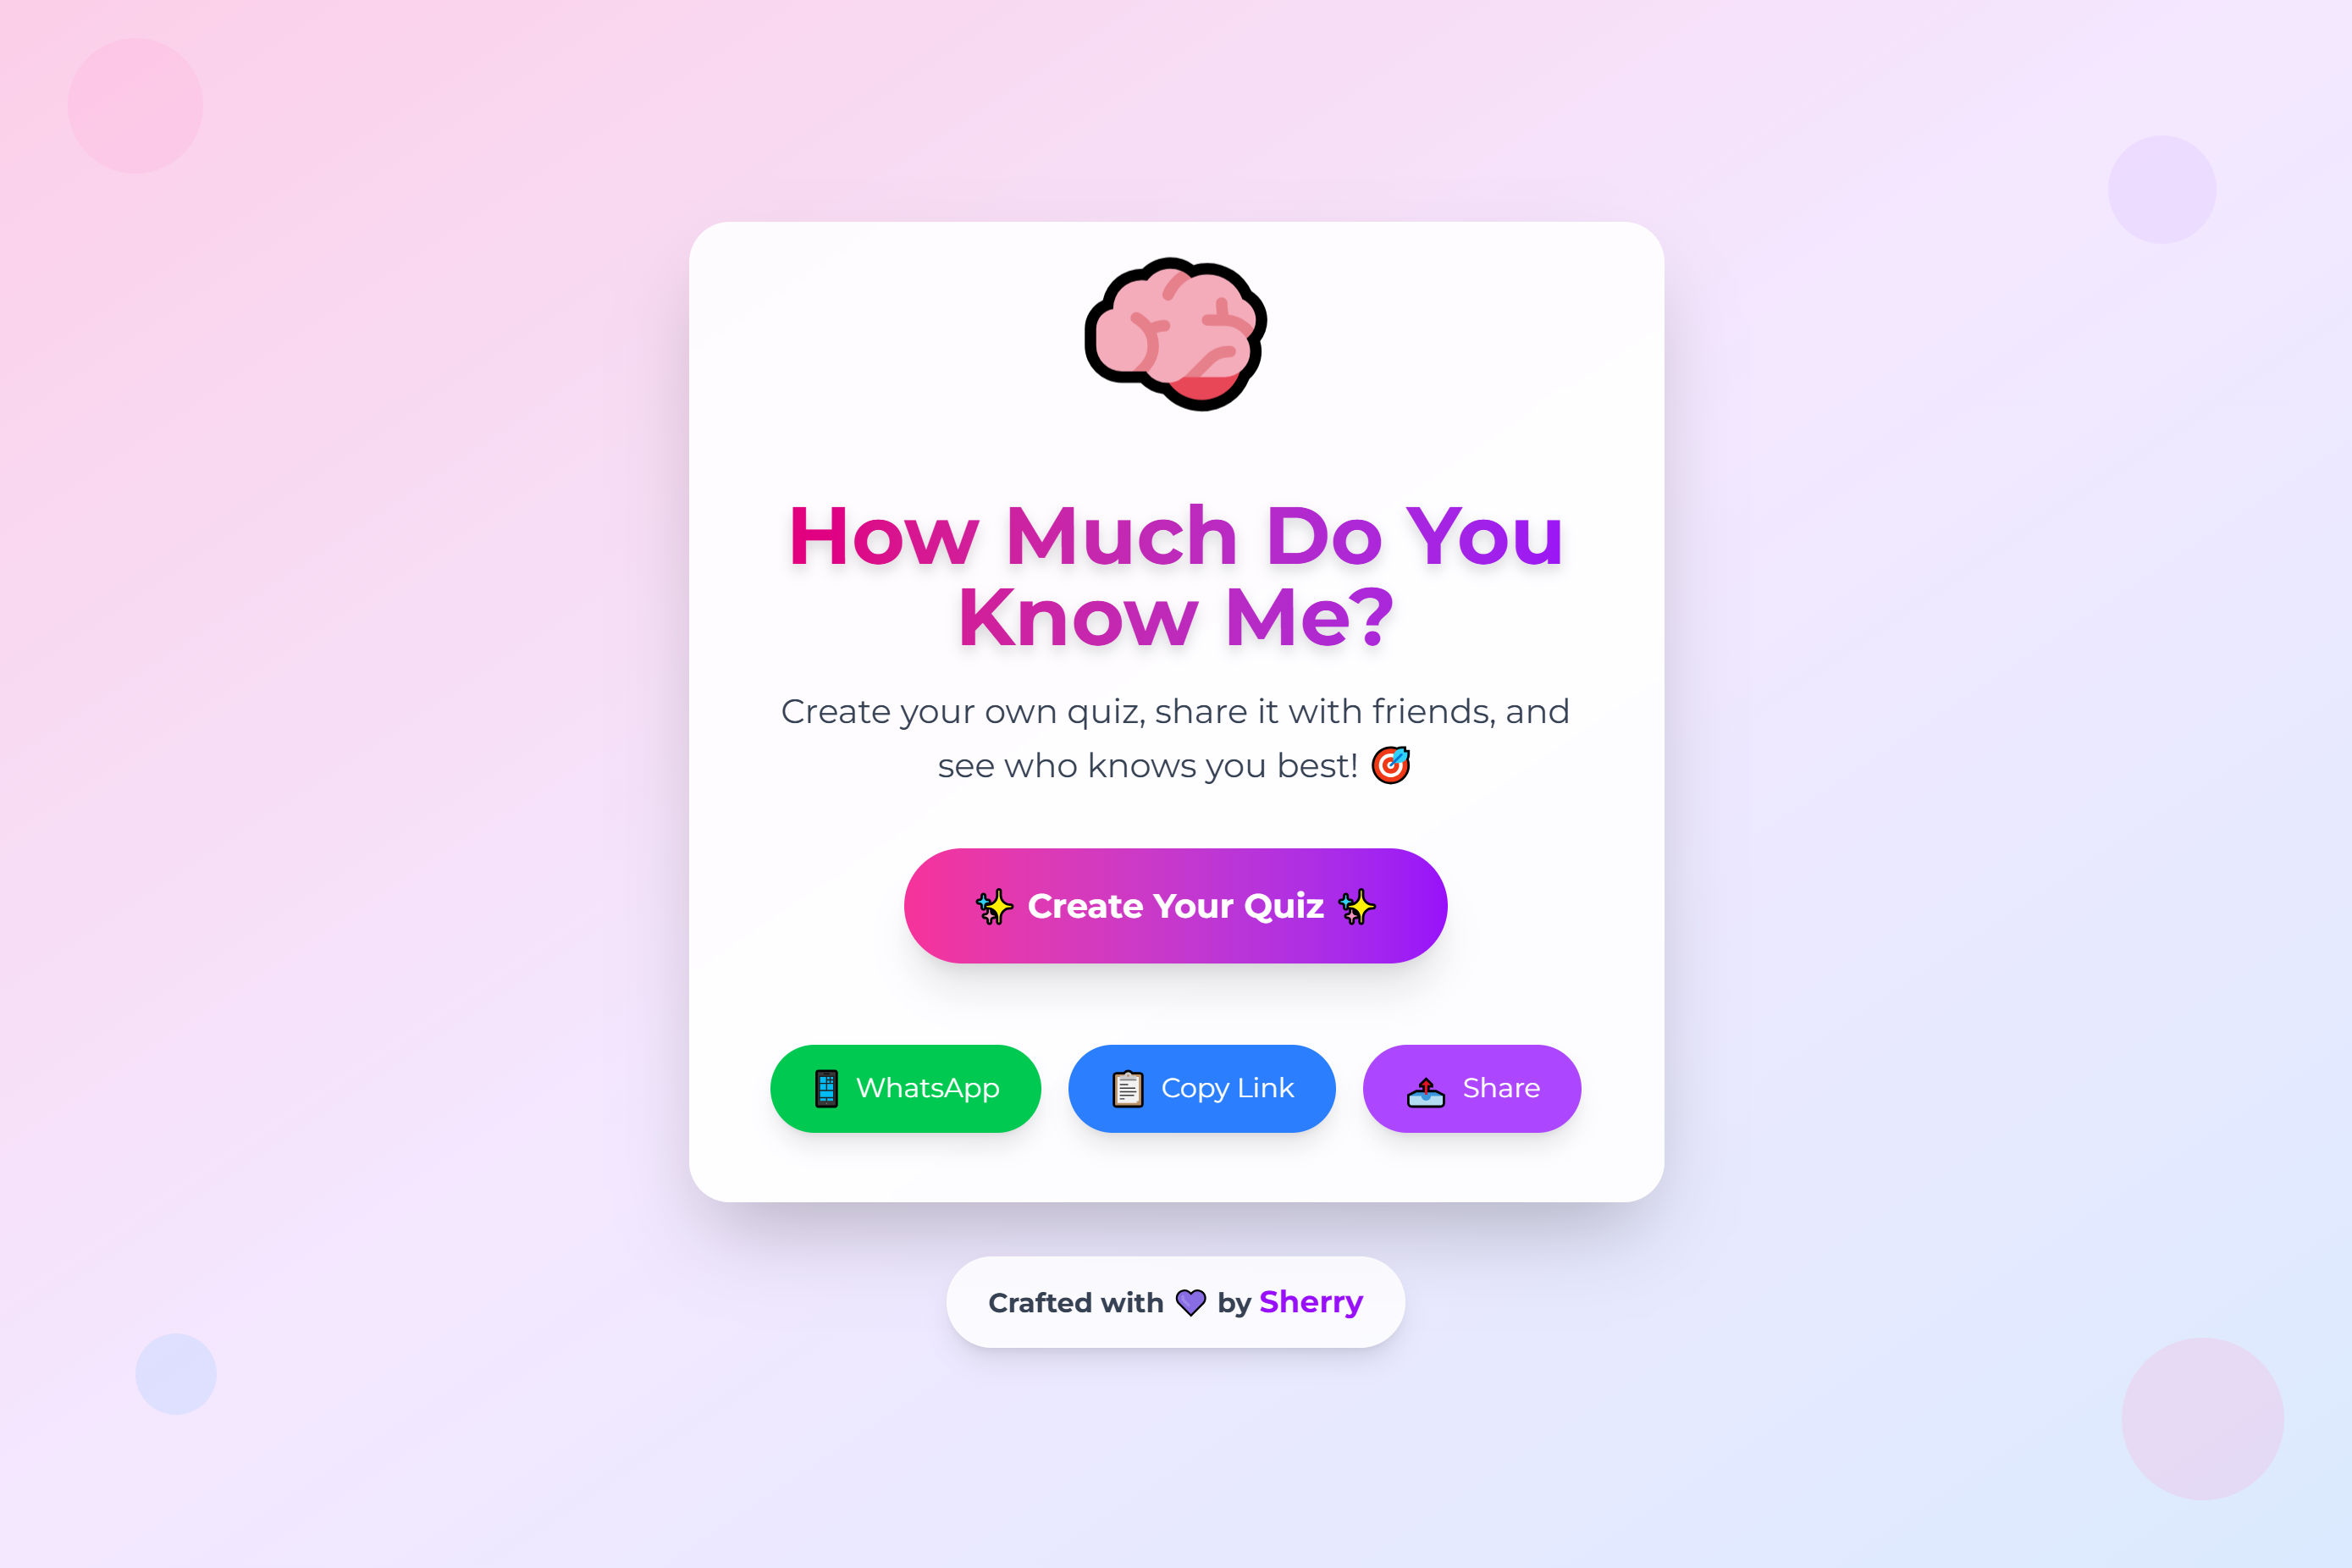 How Much Do You
Know Me?
Create your own quiz, share it with friends, and
see who knows you best! 🎯
✨ Create Your Quiz ✨
📱 WhatsApp
📋 Copy Link
📤 Share
Crafted with 💜 by Sherry